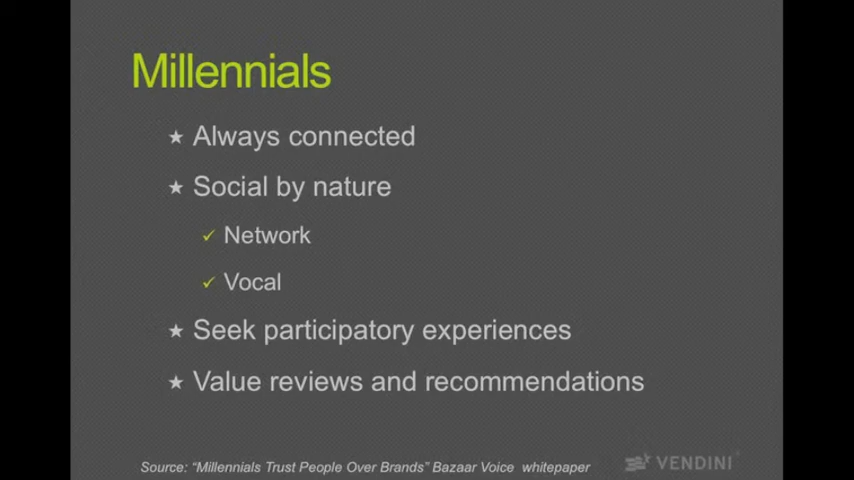 Millennials
★ Always connected
★ Social by nature
✓ Network
✓ Vocal
★ Seek participatory experiences
★ Value reviews and recommendations
Source: “Millennials Trust People Over Brands” Bazaar Voice whitepaper
VENDINI